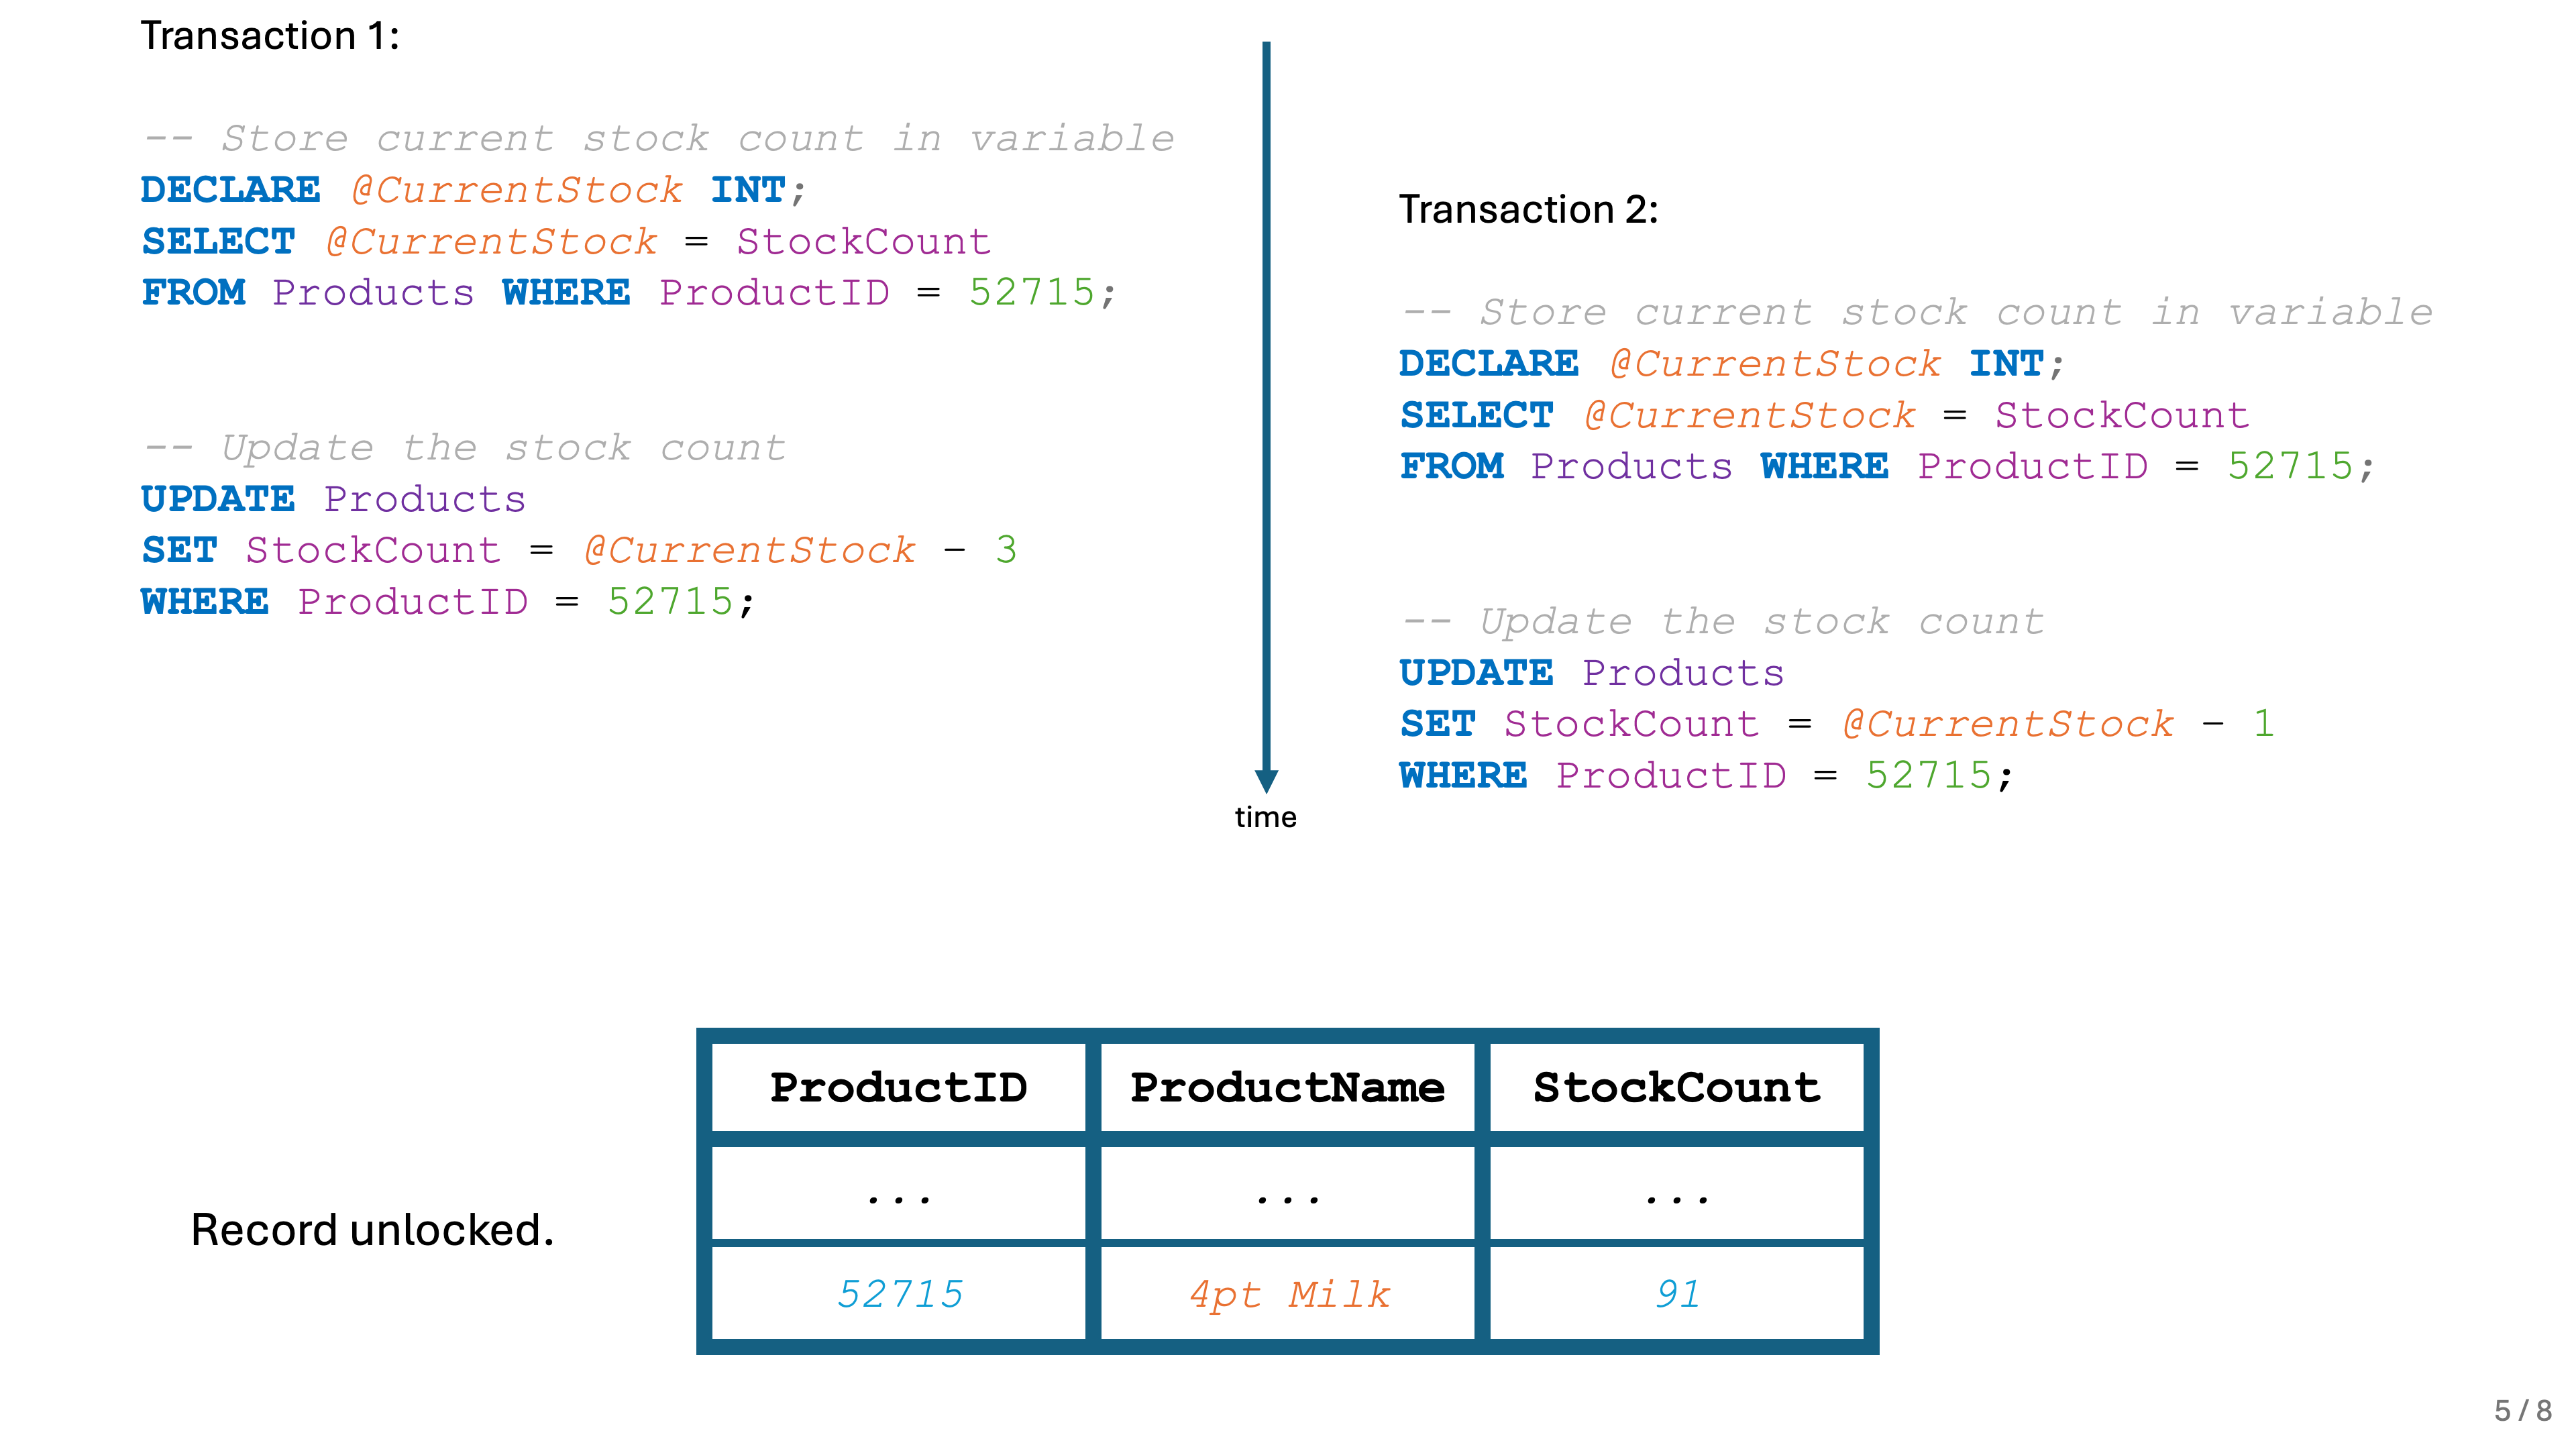 Transaction 1:
-- Store current stock count in variable
DECLARE @CurrentStock INT;
SELECT @CurrentStock = StockCount
FROM Products WHERE ProductID = 52715;
-- Update the stock count
UPDATE Products
SET StockCount = @CurrentStock – 3
WHERE ProductID = 52715;
time
Transaction 2:
-- Store current stock count in variable
DECLARE @CurrentStock INT;
SELECT @CurrentStock = StockCount
FROM Products WHERE ProductID = 52715;
-- Update the stock count
UPDATE Products
SET StockCount = @CurrentStock – 1
WHERE ProductID = 52715;
Record unlocked.
ProductID ProductName StockCount
... ... ...
52715 4pt Milk 91
5 / 8